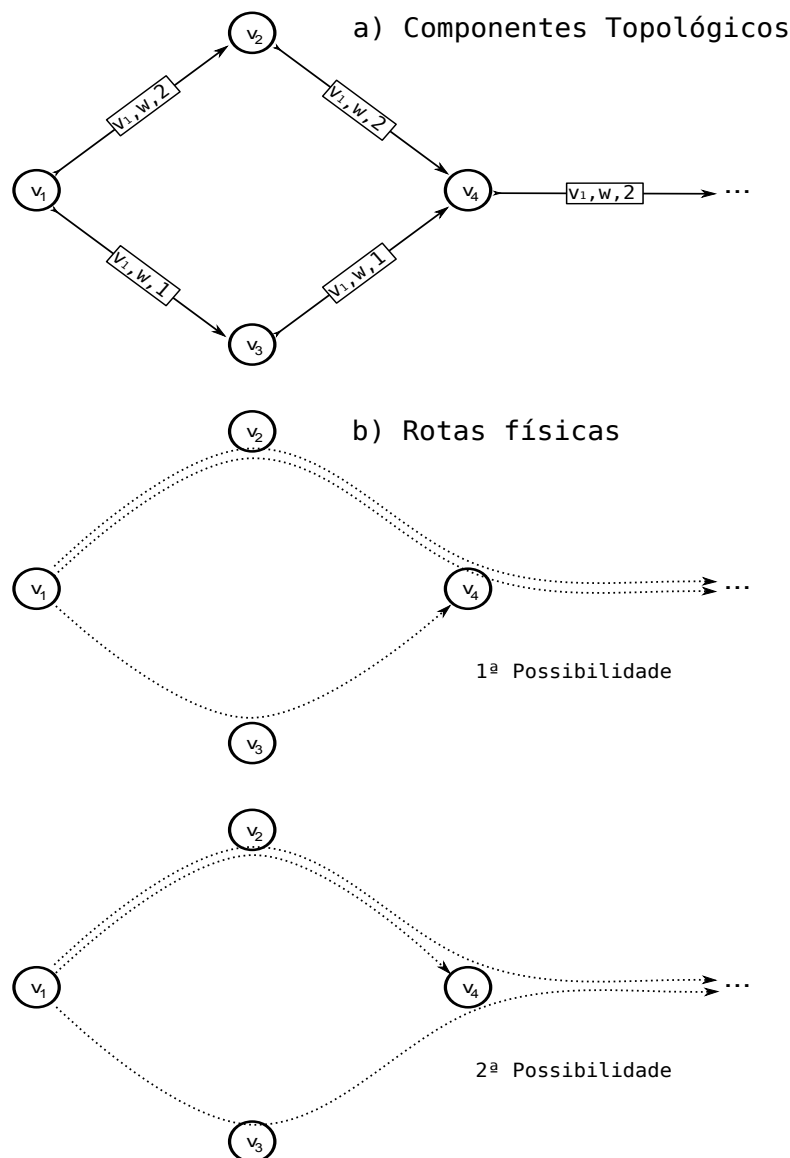 a) Componentes Topológicos
v2
v1,w,2
v1,w,2
v1
v4
v1,w,2
...
v1,w,1
v1,w,1
v3
b) Rotas físicas
v2
v1
v4
...
1ª Possibilidade
v3
v2
v1
v4
...
2ª Possibilidade
v3